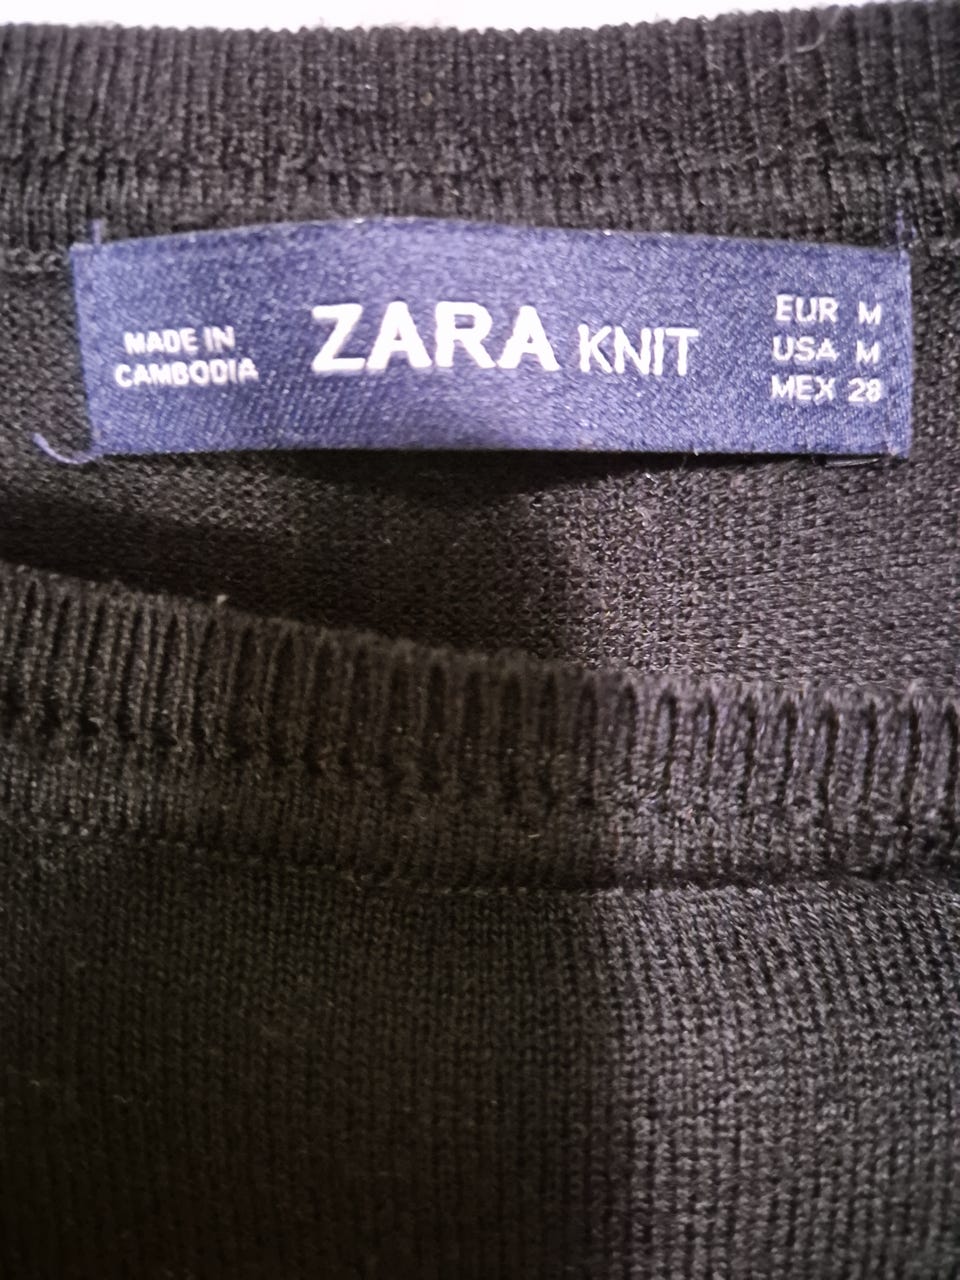 MADE IN
CAMBODIA
ZARA KNIT
EUR M
USA M
MEX 28